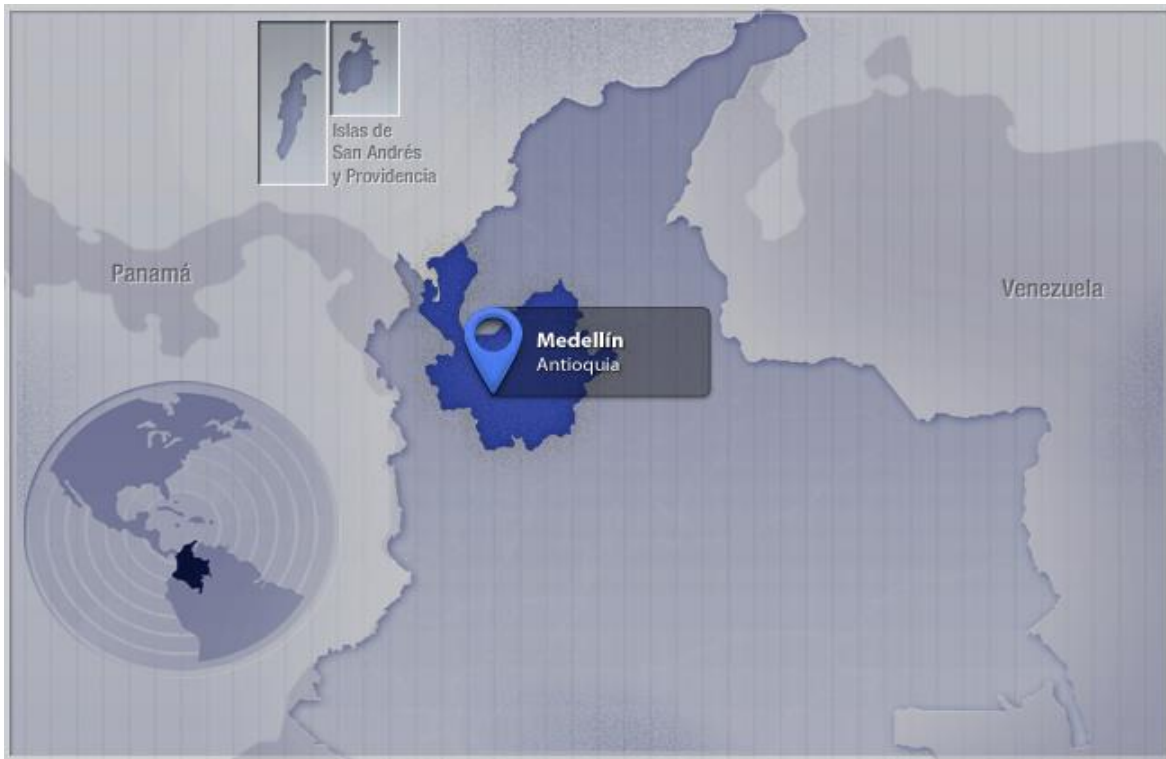 Islas de
San Andrés
y Providencia
Panamá
Venezuela
Medellín
Antioquia